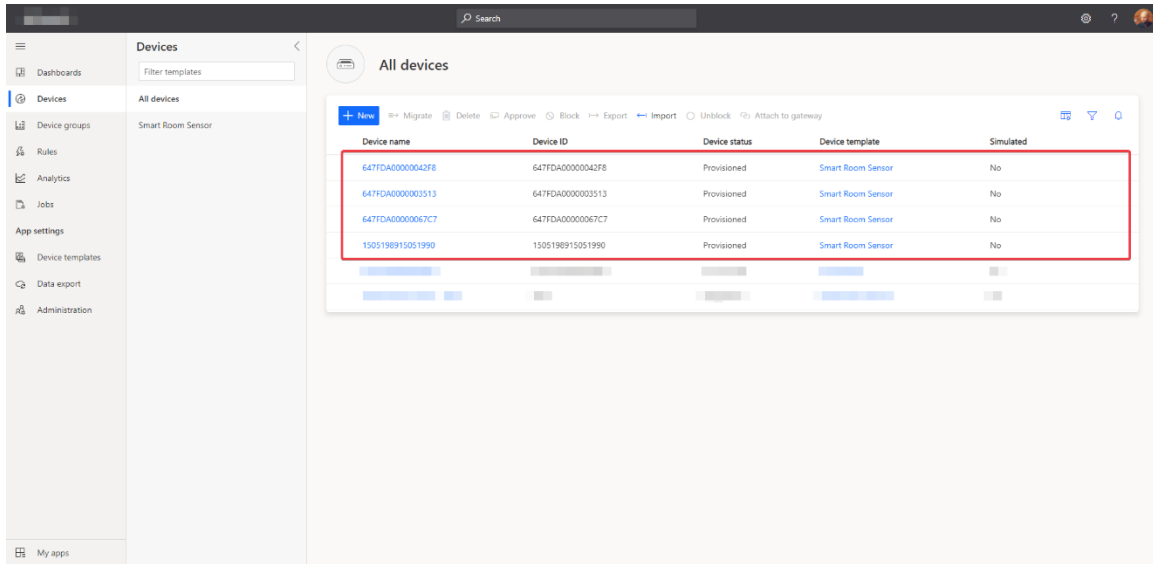 Search
?
Dashboards
Devices
Device groups
Rules
Analytics
Jobs
App settings
Device templates
Data export
Administration
My apps
Devices
Filter templates
All devices
Smart Room Sensor
All devices
New Migrate Delete Approve Block Export Import Unblock Attach to gateway
Device name Device ID Device status Device template Simulated
647FDA00000042F8 647FDA00000042F8 Provisioned Smart Room Sensor No
647FDA0000003513 647FDA0000003513 Provisioned Smart Room Sensor No
647FDA00000067C7 647FDA00000067C7 Provisioned Smart Room Sensor No
1505198915051990 1505198915051990 Provisioned Smart Room Sensor No